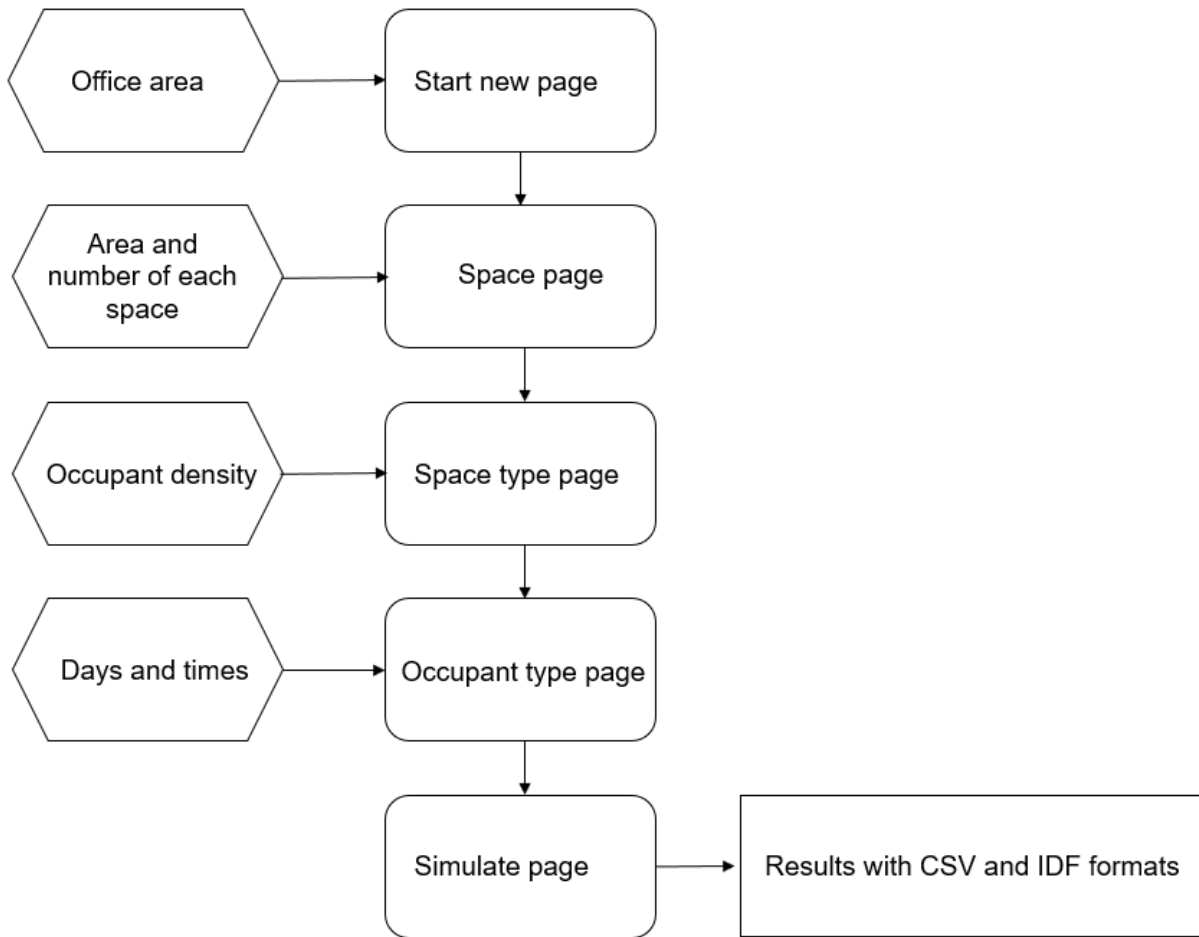 Office area
Start new page
Area and
number of each
space
Space page
Occupant density
Space type page
Days and times
Occupant type page
Simulate page
Results with CSV and IDF formats